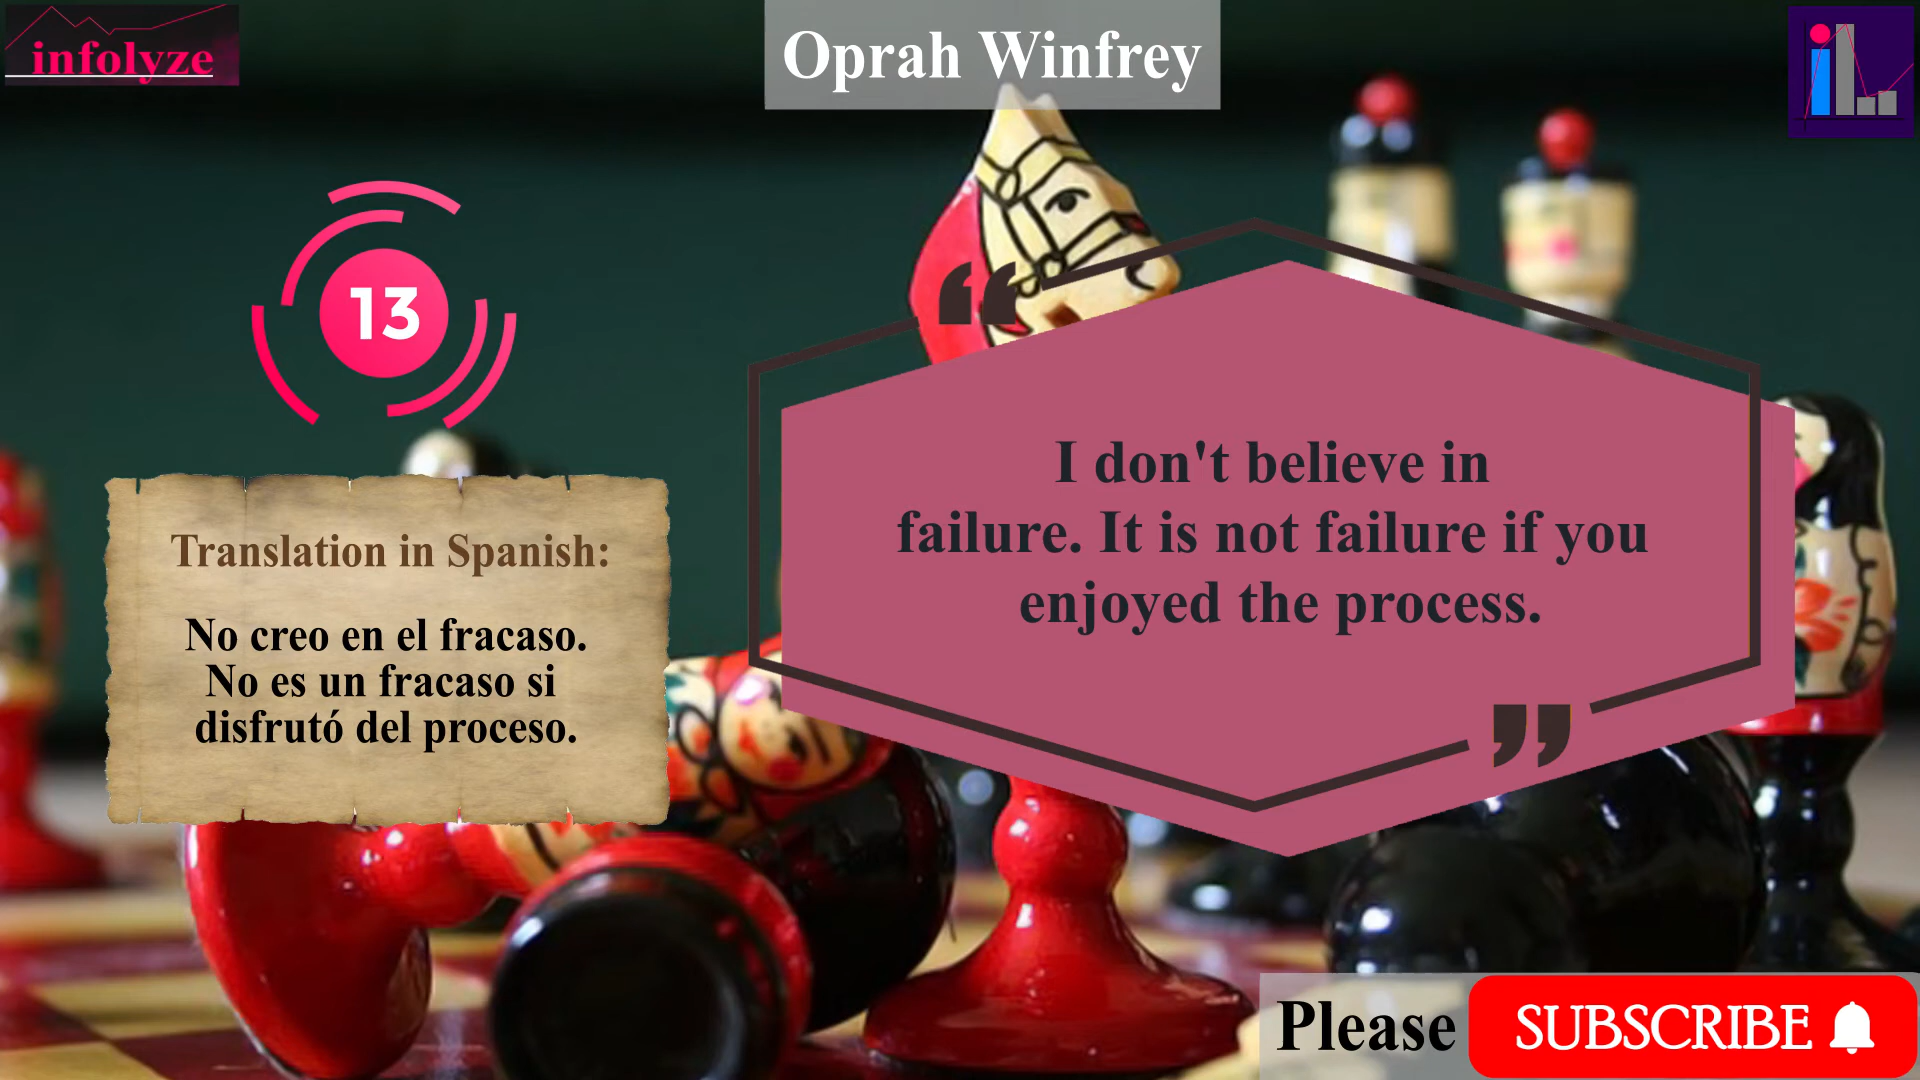 infolyze
Oprah Winfrey
13
Translation in Spanish:
No creo en el fracaso.
No es un fracaso si
disfrutó del proceso.
“
I don't believe in
failure. It is not failure if you
enjoyed the process.
”
Please SUBSCRIBE